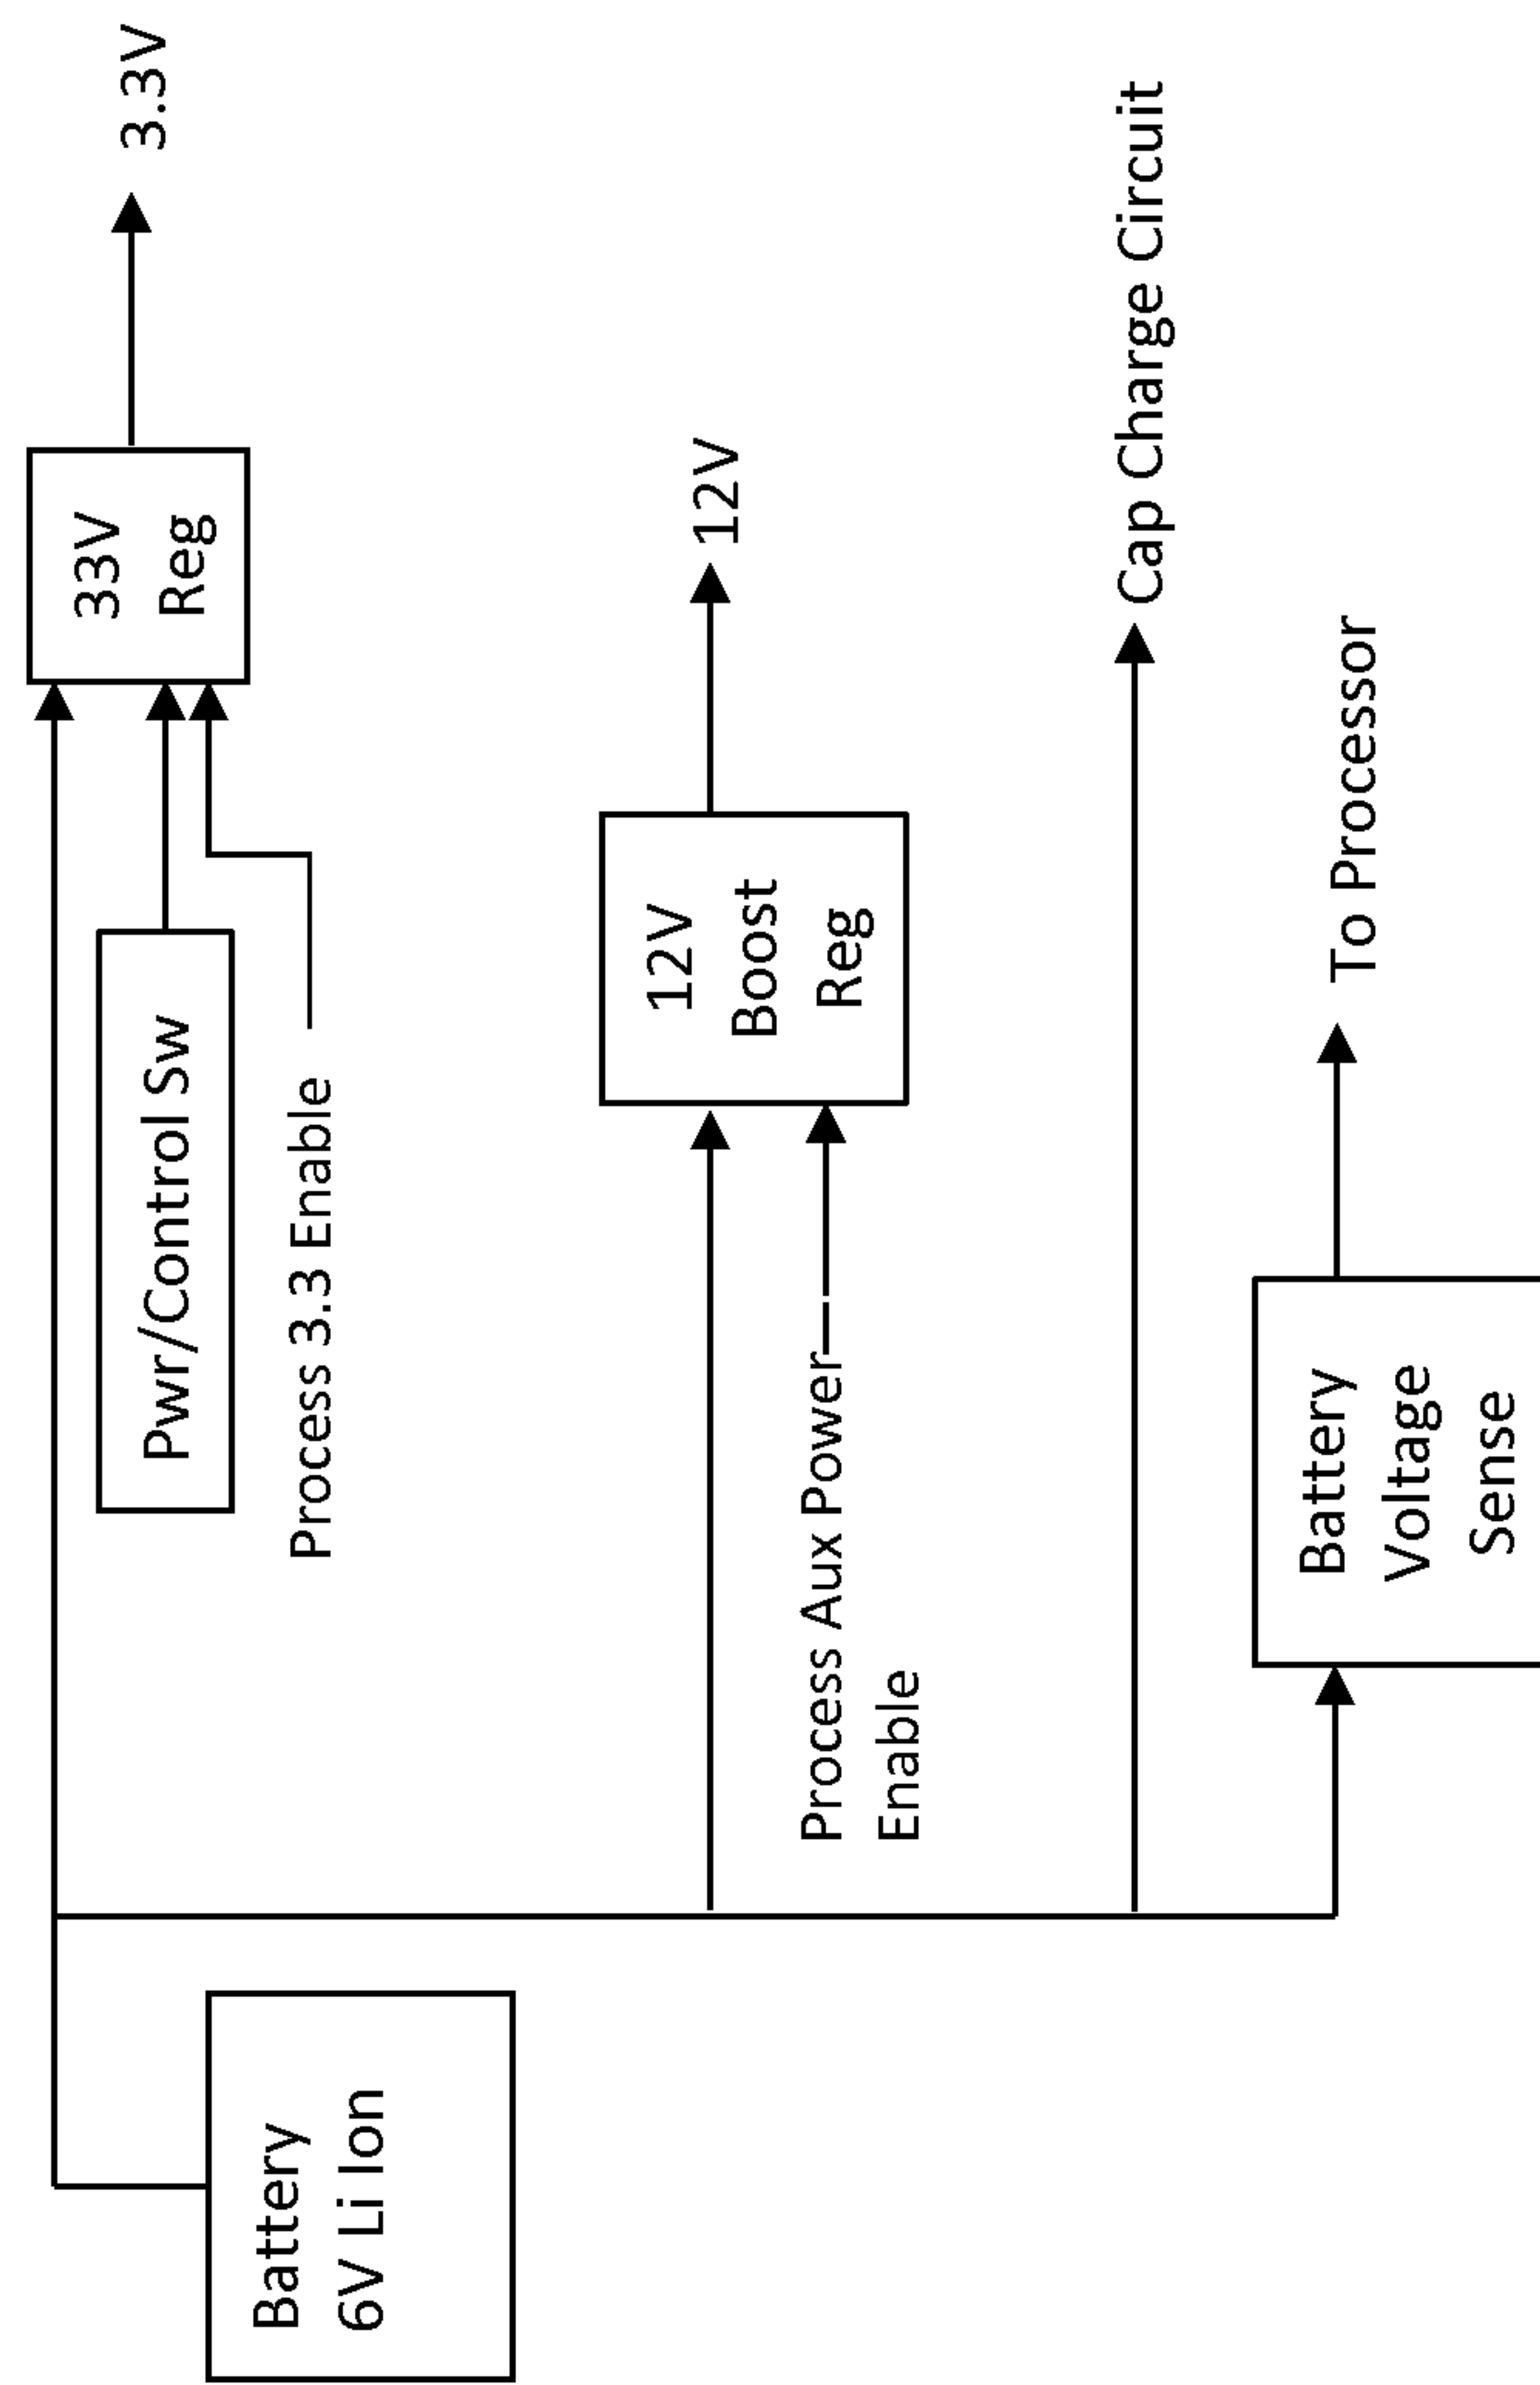 33V
Reg
3.3V
Pwr/Control Sw
Process 3.3 Enable
Battery
6V Li Ion
12V
Boost
Reg
12V
Process Aux Power
Enable
Cap Charge Circuit
Battery
Voltage
Sense
To Processor